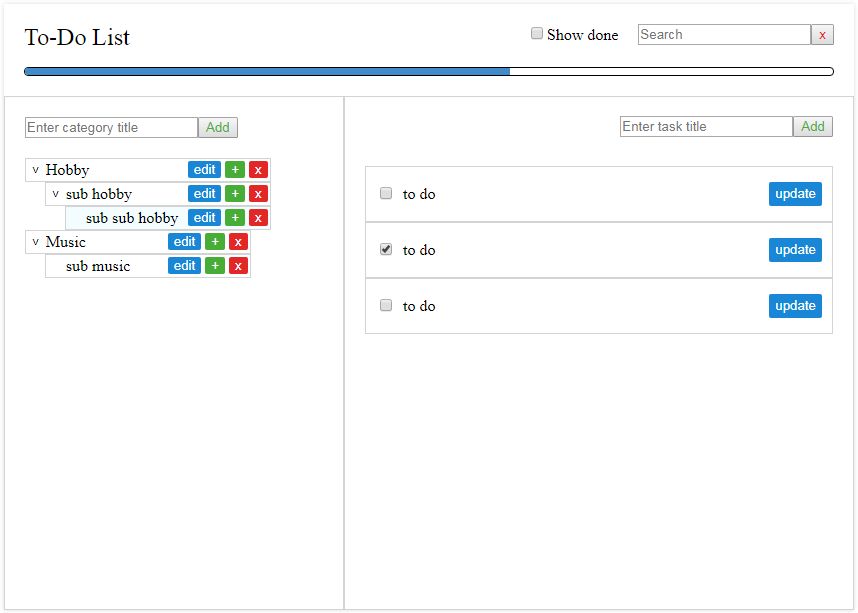 To-Do List
Show done Search x
Enter category title Add
Enter task title Add
v Hobby edit + x
v sub hobby edit + x
sub sub hobby edit + x
v Music edit + x
sub music edit + x
to do update
to do update
to do update